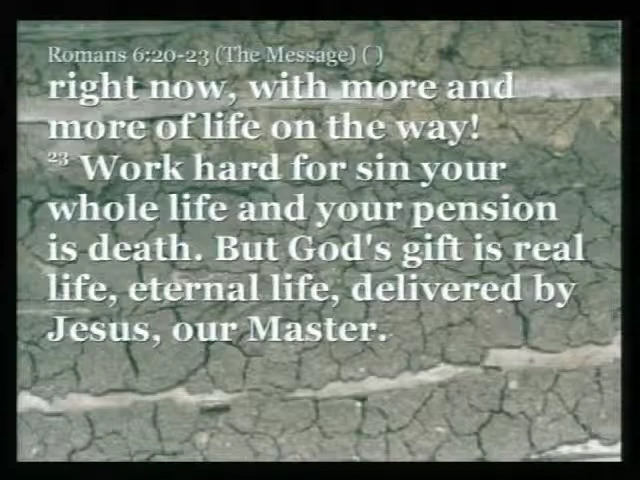 Romans 6:20-23 (The Message) ( )
right now, with more and
more of life on the way!
23 Work hard for sin your
whole life and your pension
is death. But God's gift is real
life, eternal life, delivered by
Jesus, our Master.